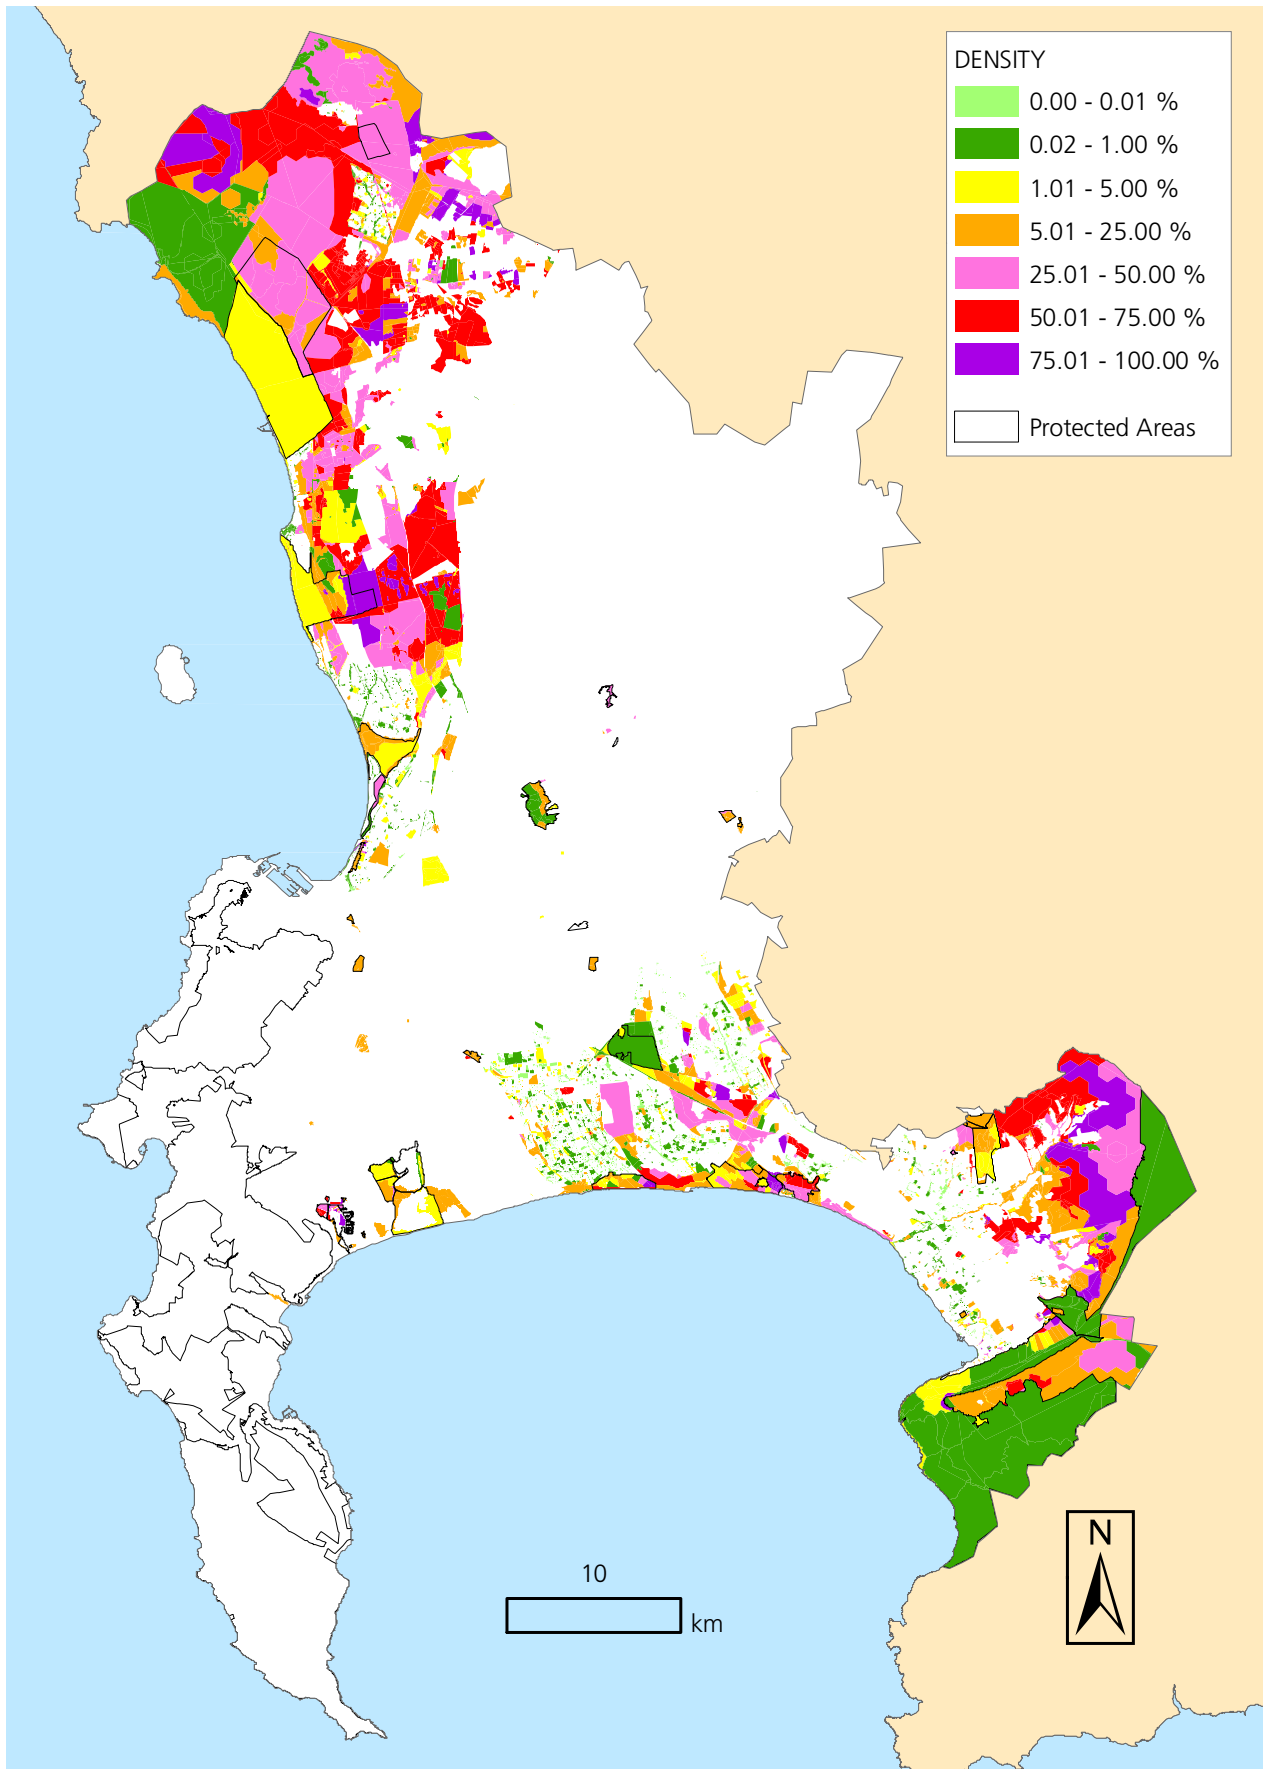 DENSITY
0.00 - 0.01 %
0.02 - 1.00 %
1.01 - 5.00 %
5.01 - 25.00 %
25.01 - 50.00 %
50.01 - 75.00 %
75.01 - 100.00 %
Protected Areas
N
10
km